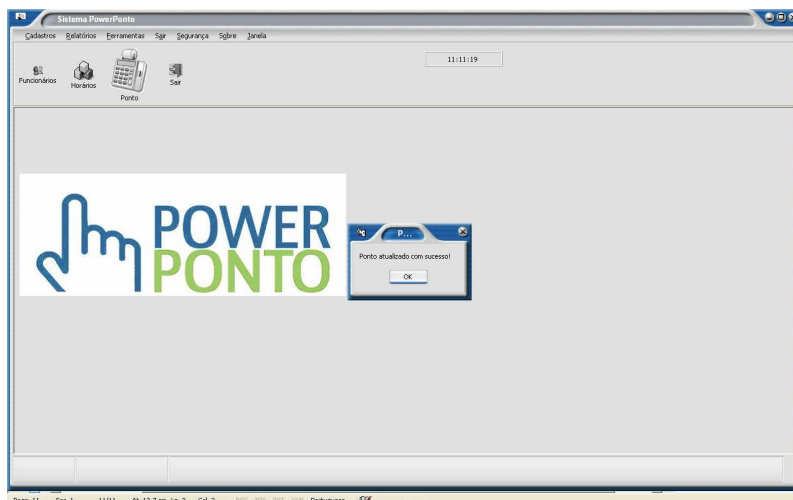 Sistema PowerPonto
Cadastros Relatórios Ferramentas Sair Segurança Sobre Janela
11:11:19
Funcionários Horários Ponto Sair
POWER
PONTO
P...
Ponto atualizado com sucesso!
OK